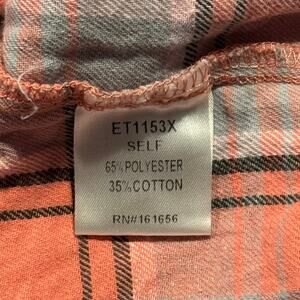 ET1153X
SELF
65%POLYESTER
35%COTTON
RN#161656